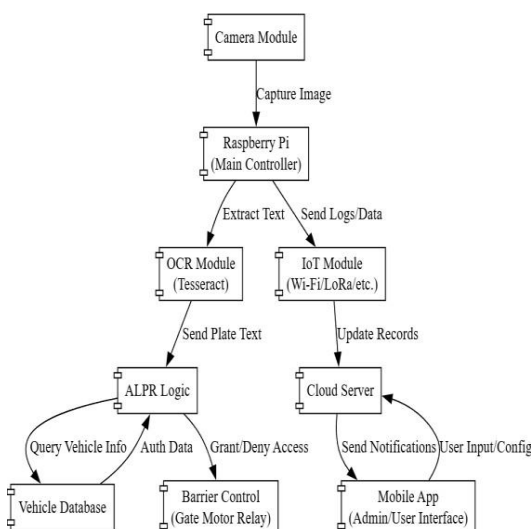 Camera Module
Capture Image
Raspberry Pi
(Main Controller)
Extract Text
Send Logs/Data
OCR Module
(Tesseract)
IoT Module
(Wi-Fi/LoRa/etc.)
Send Plate Text
Update Records
ALPR Logic
Cloud Server
Query Vehicle Info
Auth Data
Grant/Deny Access
Send Notifications
User Input/Config
Vehicle Database
Barrier Control
(Gate Motor Relay)
Mobile App
(Admin/User Interface)